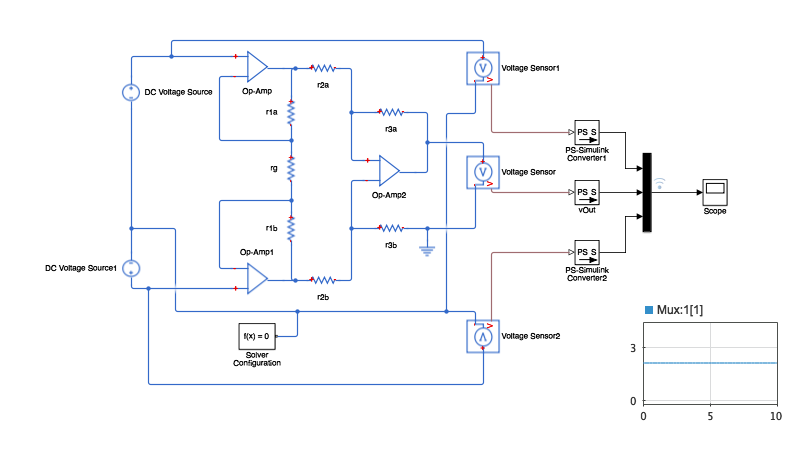 DC Voltage Source
Op-Amp
r2a
r1a
r3a
rg
Op-Amp2
r1b
Op-Amp1
r3b
DC Voltage Source1
r2b
f(x) = 0
Solver
Configuration
V
Voltage Sensor1
V
Voltage Sensor
V
Voltage Sensor2
PS S
PS-Simulink
Converter1
PS S
vOut
PS S
PS-Simulink
Converter2
Scope
Mux:1[1]
3
0
0
5
10